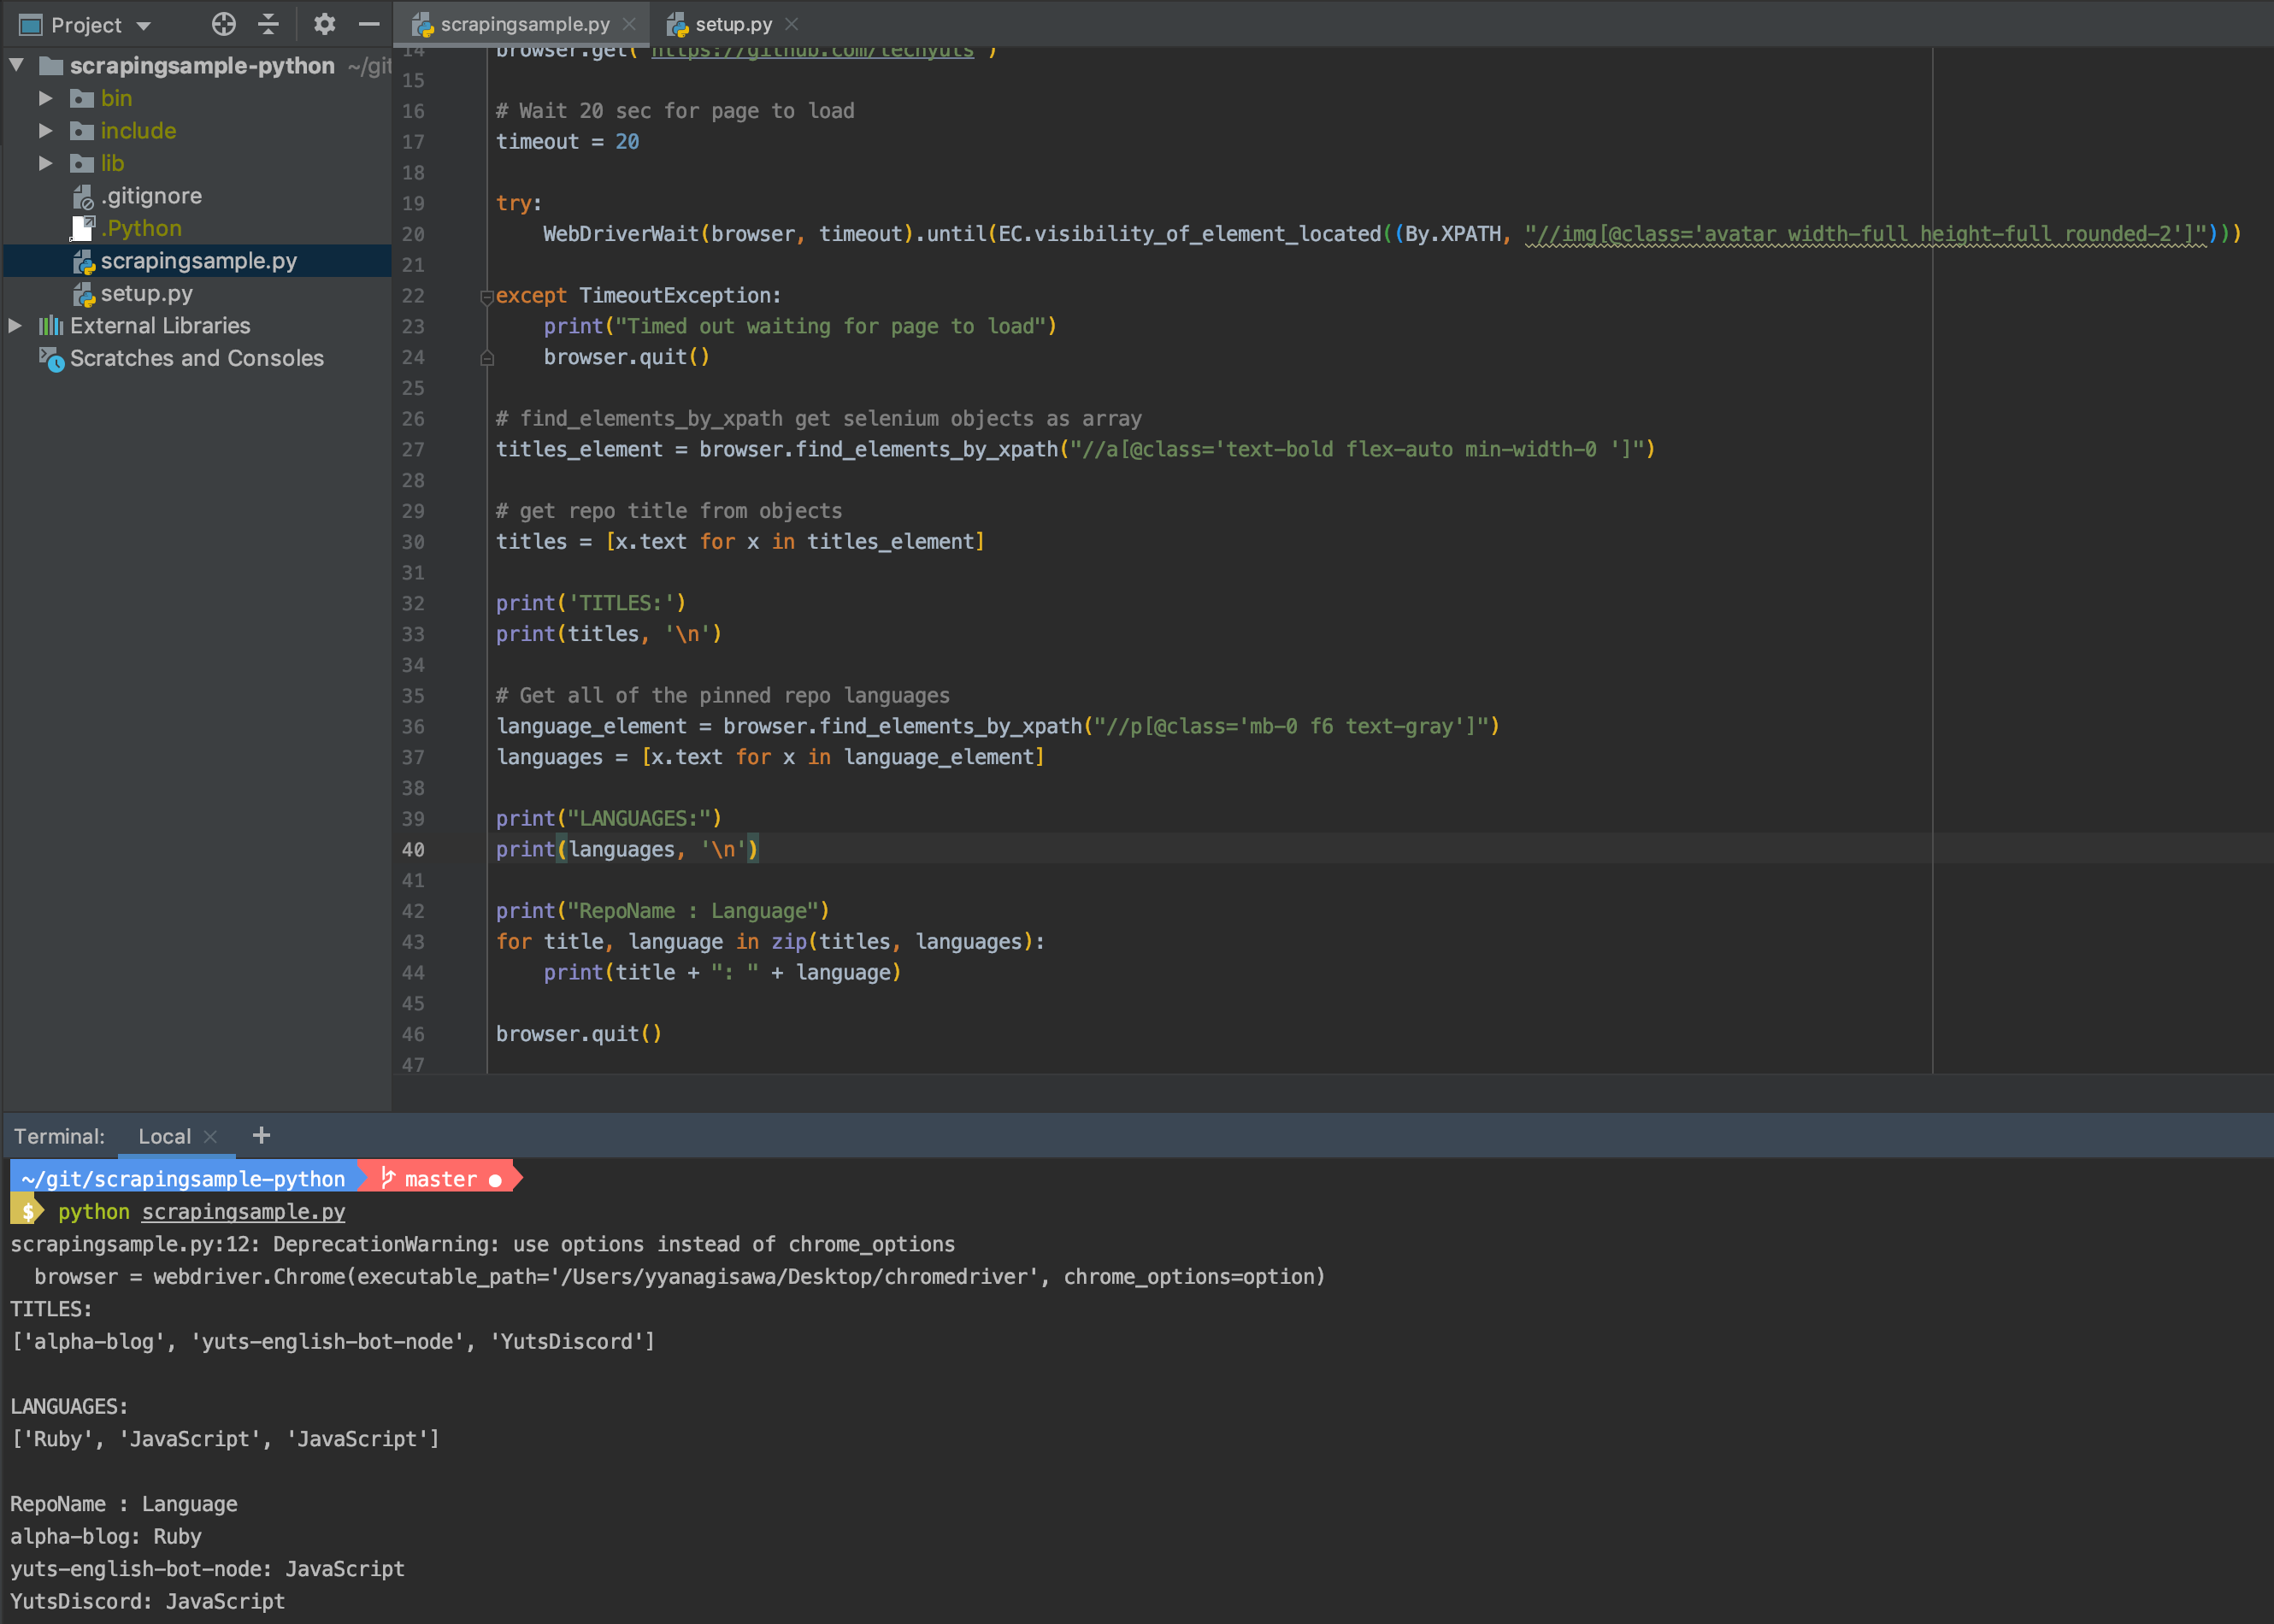 Project
scrapingsample.py
setup.py
scrapingsample-python ~/git
bin
include
lib
.gitignore
.Python
scrapingsample.py
setup.py
External Libraries
Scratches and Consoles
14 browser.get('https://github.com/techyuts')
15
16 # Wait 20 sec for page to load
17 timeout = 20
18
19 try:
20     WebDriverWait(browser, timeout).until(EC.visibility_of_element_located((By.XPATH, "//img[@class='avatar width-full height-full rounded-2']")))
21
22 except TimeoutException:
23     print("Timed out waiting for page to load")
24     browser.quit()
25
26 # find_elements_by_xpath get selenium objects as array
27 titles_element = browser.find_elements_by_xpath("//a[@class='text-bold flex-auto min-width-0 ']")
28
29 # get repo title from objects
30 titles = [x.text for x in titles_element]
31
32 print('TITLES:')
33 print(titles, '\n')
34
35 # Get all of the pinned repo languages
36 language_element = browser.find_elements_by_xpath("//p[@class='mb-0 f6 text-gray']")
37 languages = [x.text for x in language_element]
38
39 print("LANGUAGES:")
40 print(languages, '\n')
41
42 print("RepoName : Language")
43 for title, language in zip(titles, languages):
44     print(title + ": " + language)
45
46 browser.quit()
47
Terminal: Local +
~/git/scrapingsample-python master ●
$ python scrapingsample.py
scrapingsample.py:12: DeprecationWarning: use options instead of chrome_options
  browser = webdriver.Chrome(executable_path='/Users/yyanagisawa/Desktop/chromedriver', chrome_options=option)
TITLES:
['alpha-blog', 'yuts-english-bot-node', 'YutsDiscord']
LANGUAGES:
['Ruby', 'JavaScript', 'JavaScript']
RepoName : Language
alpha-blog: Ruby
yuts-english-bot-node: JavaScript
YutsDiscord: JavaScript